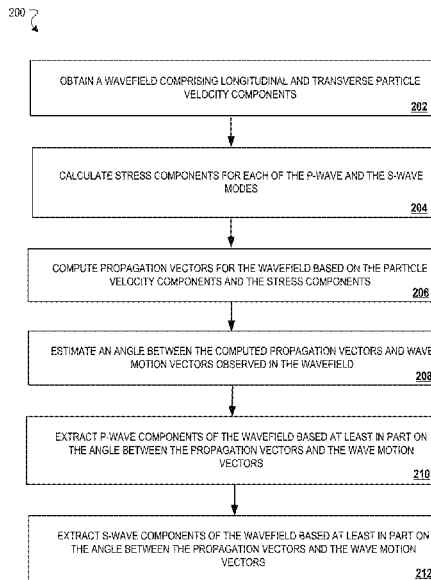 200
OBTAIN A WAVEFIELD COMPRISING LONGITUDINAL AND TRANSVERSE PARTICLE
VELOCITY COMPONENTS
202
CALCULATE STRESS COMPONENTS FOR EACH OF THE P-WAVE AND THE S-WAVE
MODES
204
COMPUTE PROPAGATION VECTORS FOR THE WAVEFIELD BASED ON THE PARTICLE
VELOCITY COMPONENTS AND THE STRESS COMPONENTS
206
ESTIMATE AN ANGLE BETWEEN THE COMPUTED PROPAGATION VECTORS AND WAVE
MOTION VECTORS OBSERVED IN THE WAVEFIELD
208
EXTRACT P-WAVE COMPONENTS OF THE WAVEFIELD BASED AT LEAST IN PART ON
THE ANGLE BETWEEN THE PROPAGATION VECTORS AND THE WAVE MOTION
VECTORS
210
EXTRACT S-WAVE COMPONENTS OF THE WAVEFIELD BASED AT LEAST IN PART ON
THE ANGLE BETWEEN THE PROPAGATION VECTORS AND THE WAVE MOTION
VECTORS
212